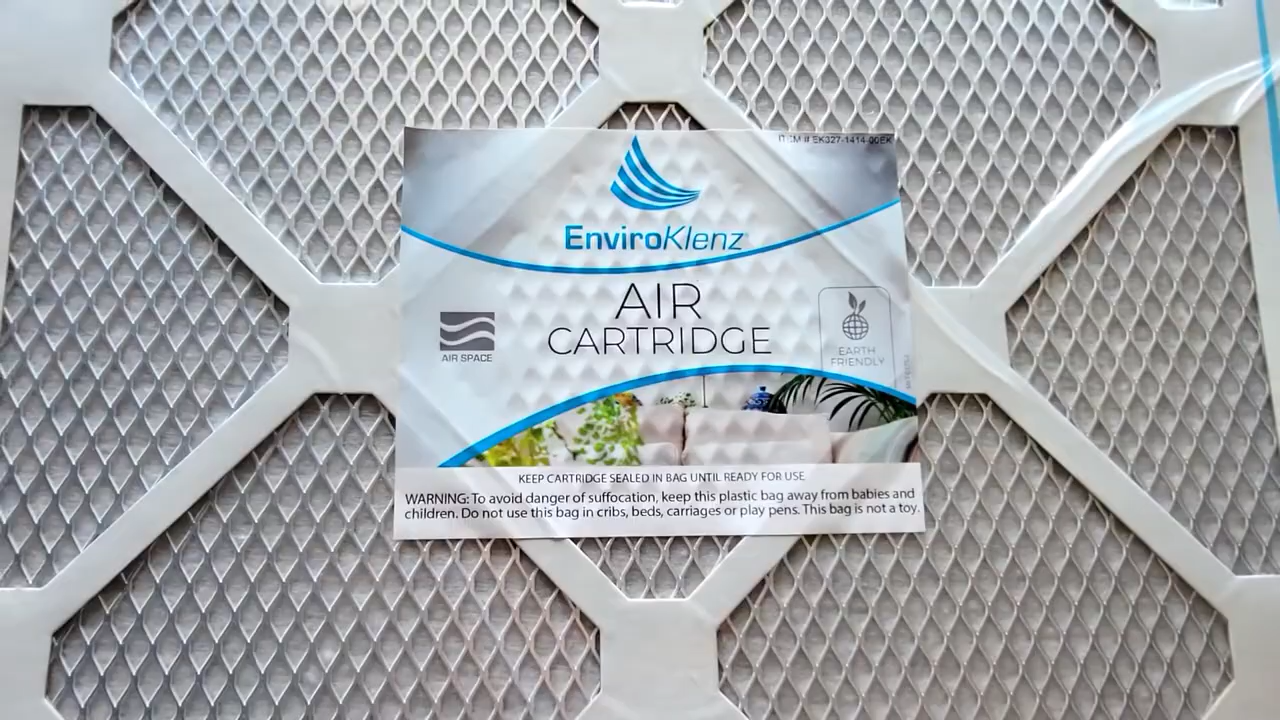 ITEM # EK327-1414-00EK
EnviroKlenz
AIR
CARTRIDGE
AIR SPACE
EARTH
FRIENDLY
KEEP CARTRIDGE SEALED IN BAG UNTIL READY FOR USE
WARNING: To avoid danger of suffocation, keep this plastic bag away from babies and
children. Do not use this bag in cribs, beds, carriages or play pens. This bag is not a toy.